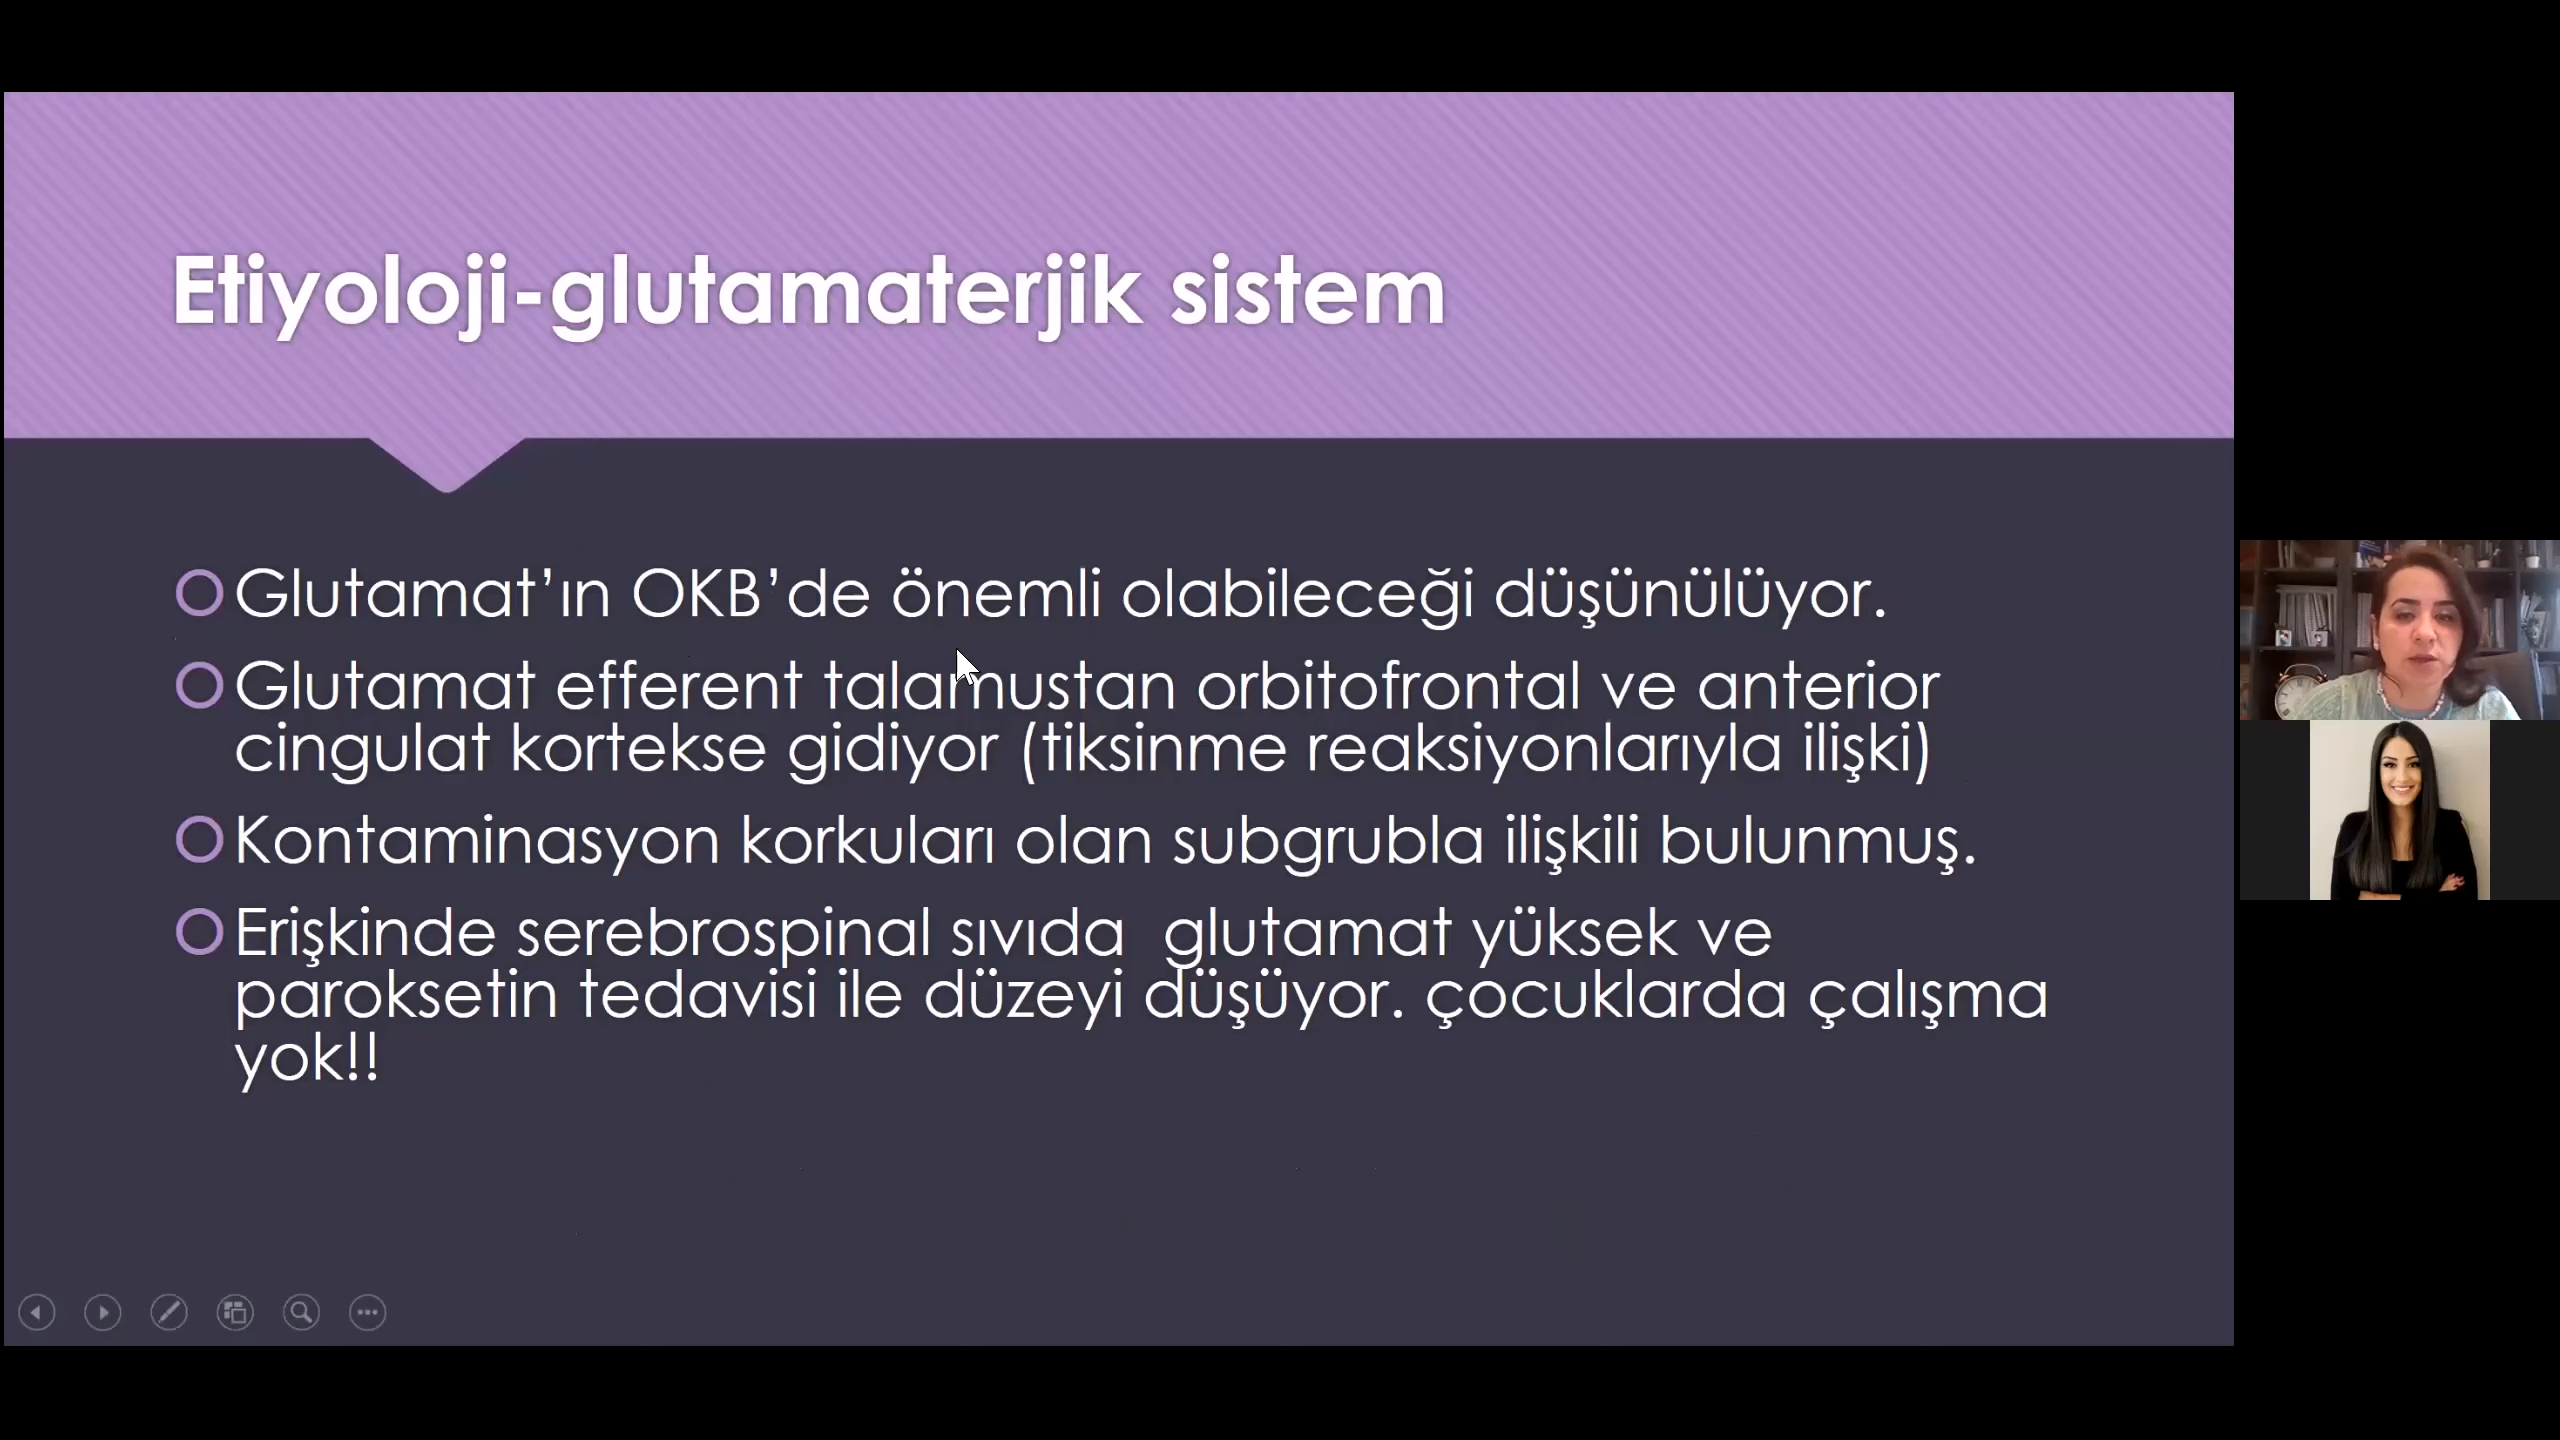 Etiyoloji-glutamaterjik sistem
Glutamat’ın OKB’de önemli olabileceği düşünülüyor.
Glutamat efferent talamustan orbitofrontal ve anterior
cingulat kortekse gidiyor (tiksinme reaksiyonlarıyla ilişki)
Kontaminasyon korkuları olan subgrubla ilişkili bulunmuş.
Erişkinde serebrospinal sıvıda  glutamat yüksek ve
paroksetin tedavisi ile düzeyi düşüyor. çocuklarda çalışma
yok!!